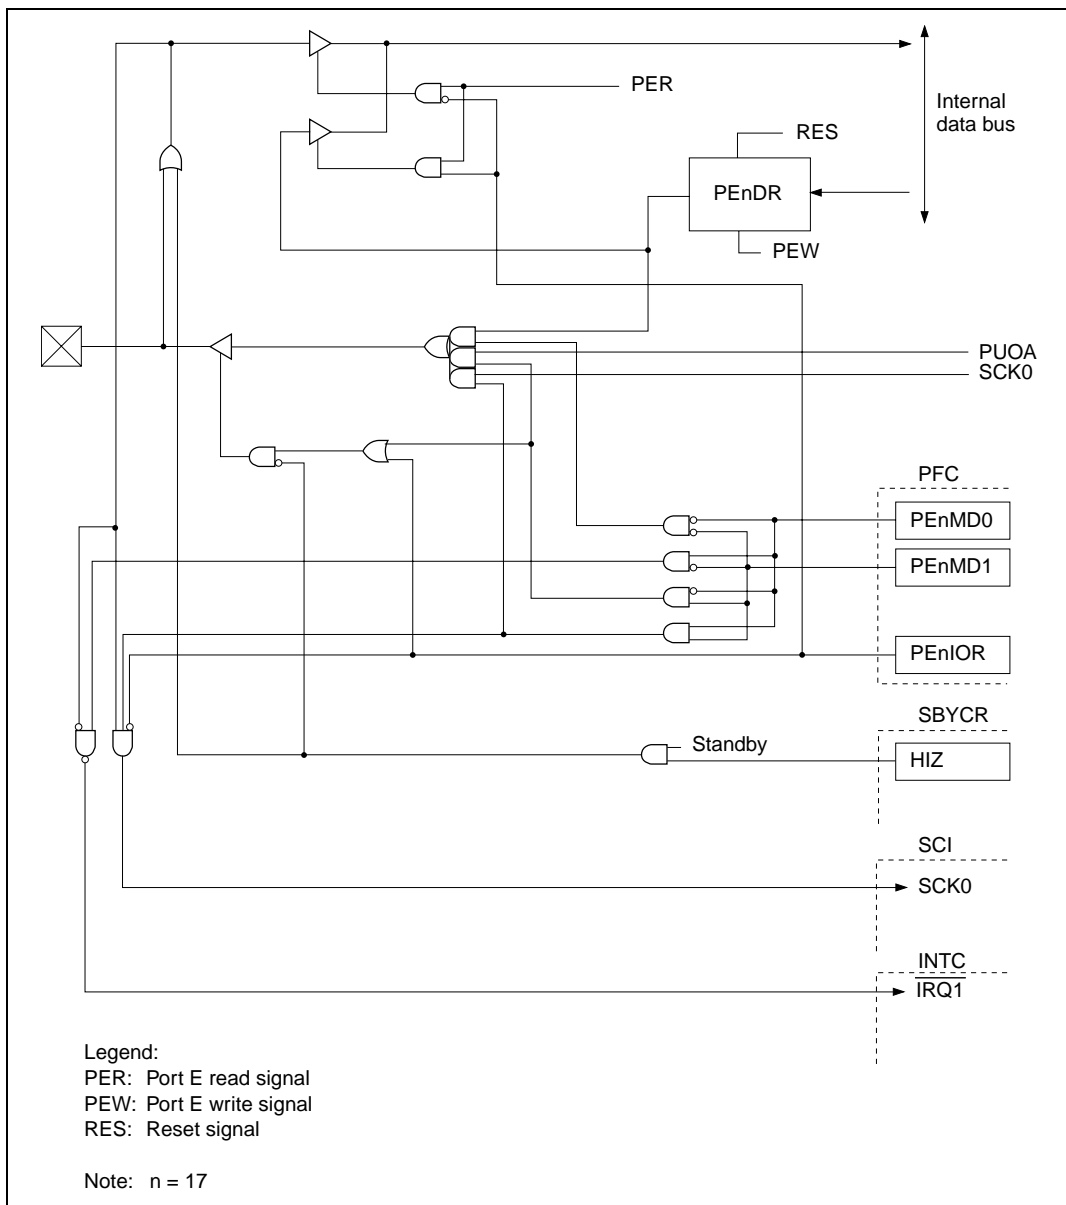 PER
Internal
data bus
RES
PEnDR
PEW
PUOA
SCK0
PFC
PEnMD0
PEnMD1
PEnIOR
SBYCR
Standby
HIZ
SCI
SCK0
INTC
IRQ1
Legend:
PER: Port E read signal
PEW: Port E write signal
RES: Reset signal
Note: n = 17